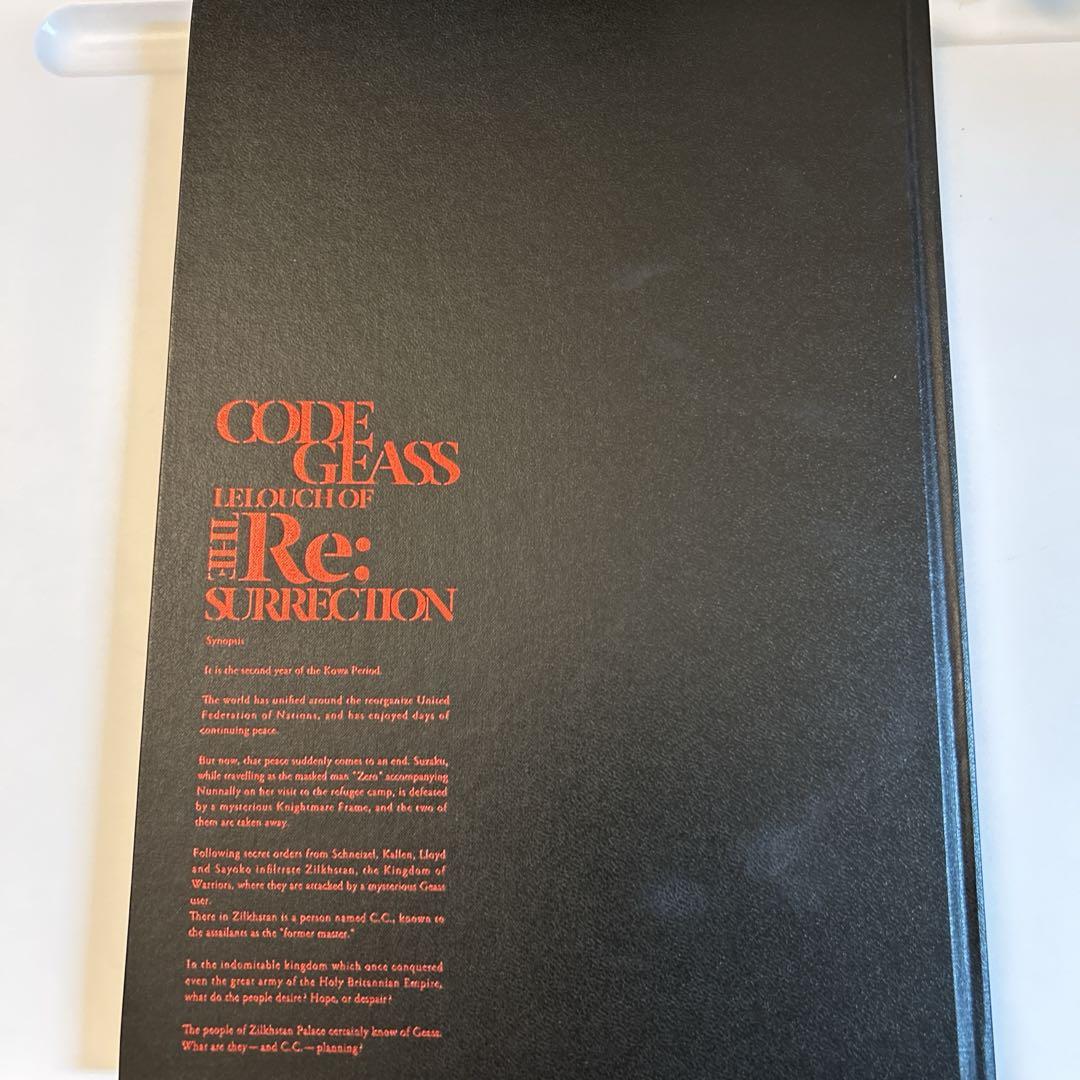 CODE
GEASS
LELOUCH OF
THE Re:
SURRECTION
Synopsis
It is the second year of the Kowa Period.
The world has unified around the reorganize United
Federation of Nations, and has enjoyed days of
continuing peace.
But now, that peace suddenly comes to an end. Suzaku,
while travelling as the masked man "Zero" accompanying
Nunnally on her visit to the refugee camp, is defeated
by a mysterious Knightmare Frame, and the two of
them are taken away.
Following secret orders from Schneizel, Kallen, Lloyd
and Sayoko infiltrate Zilkhstan, the Kingdom of
Warriors, where they are attacked by a mysterious Geass
user.
There in Zilkhstan is a person named C.C., known to
the assailants as the "former master."
In the indomitable kingdom which once conquered
even the great army of the Holy Britannian Empire,
what do the people desire? Hope, or despair?
The people of Zilkhstan Palace certainly know of Geass.
What are they—and C.C.—planning?